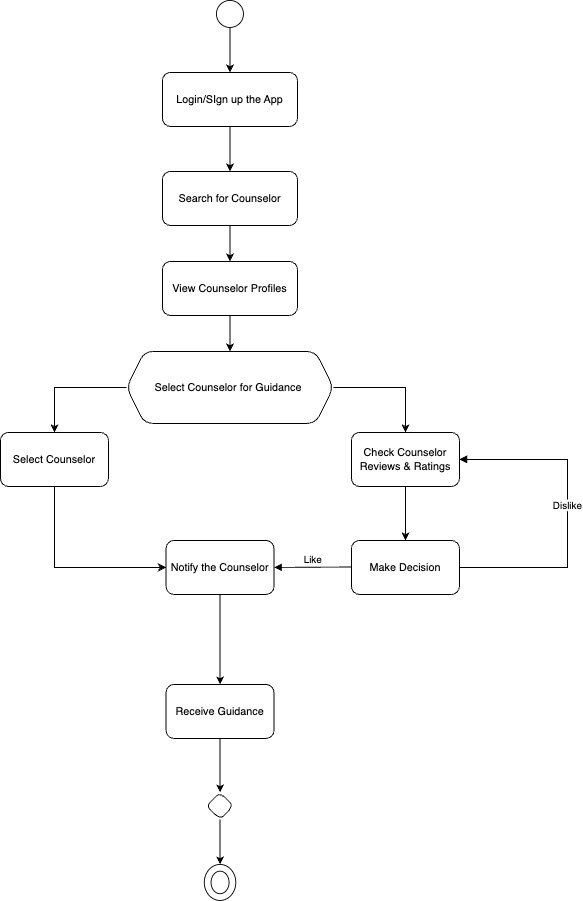 Login/SIgn up the App
Search for Counselor
View Counselor Profiles
Select Counselor for Guidance
Select Counselor
Check Counselor
Reviews & Ratings
Dislike
Notify the Counselor
Like
Make Decision
Receive Guidance